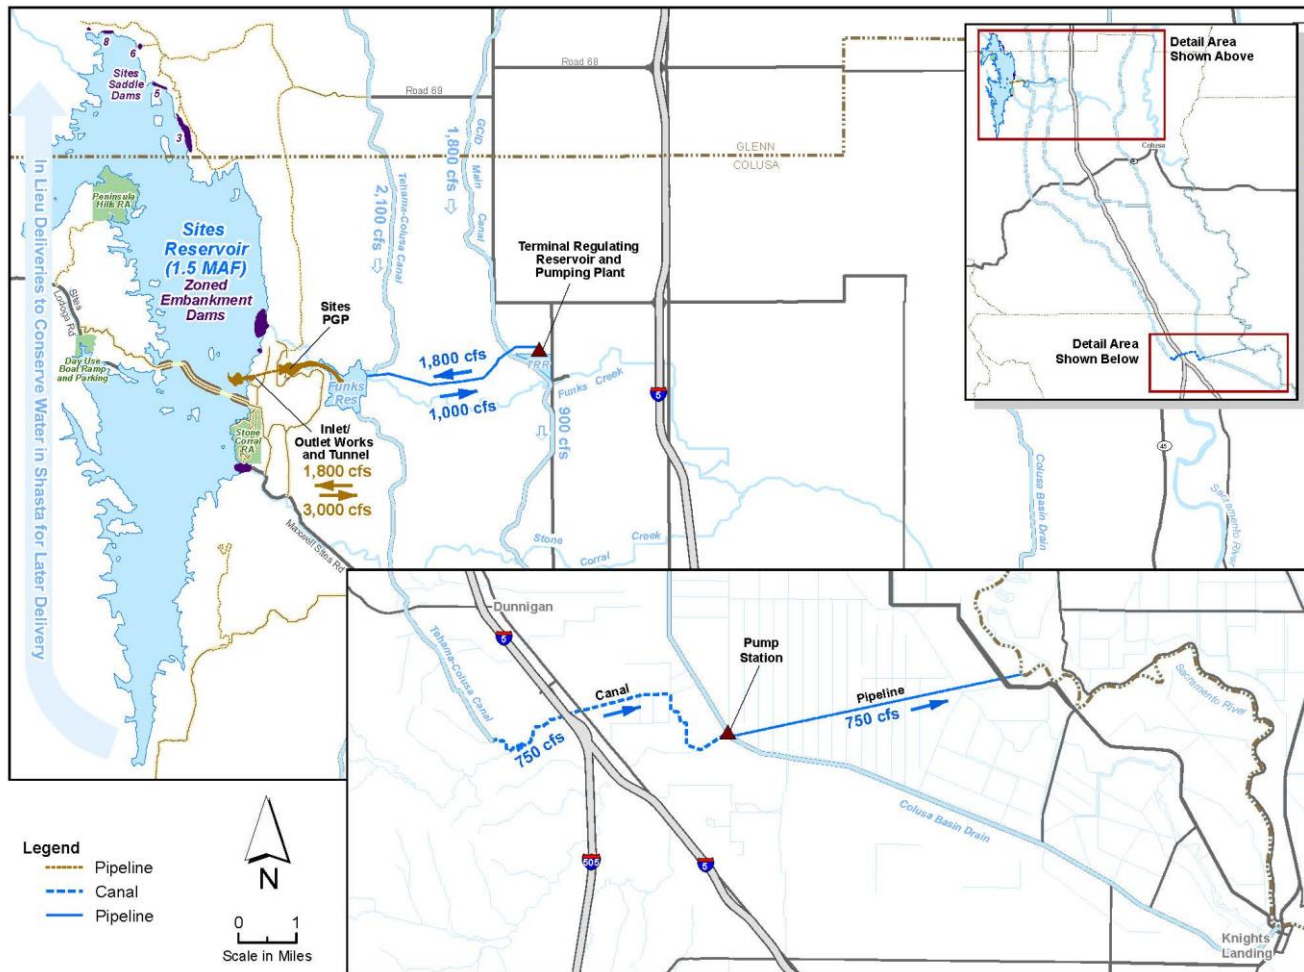 8
6
Sites
Saddle
Dams
5
3
Road 68
Road 69
GLENN
COLUSA
GCID Main Canal
1,800 cfs
Tehama-Colusa Canal
2,100 cfs
In Lieu Deliveries to Conserve Water in Shasta for Later Delivery
Peninsula
Hills RA
Sites
Reservoir
(1.5 MAF)
Zoned
Embankment
Dams
Sites
Lodoga Rd
Day Use
Boat Ramp
and Parking
Sites
PGP
Terminal Regulating
Reservoir and
Pumping Plant
1,800 cfs
1,000 cfs
TRR
Funks Creek
Funks
Res
900 cfs
Inlet/
Outlet Works
and Tunnel
1,800 cfs
3,000 cfs
Stone
Corral
RA
Maxwell Sites Rd
Stone Corral Creek
5
Detail Area
Shown Above
Colusa
Detail Area
Shown Below
45
Colusa Basin Drain
Sacramento River
Dunnigan
5
Tehama-Colusa Canal
Canal
750 cfs
Pump
Station
Pipeline
750 cfs
Sacramento River
Colusa Basin Drain
505
5
Knights
Landing
Legend
Pipeline
Canal
Pipeline
N
0 1
Scale in Miles